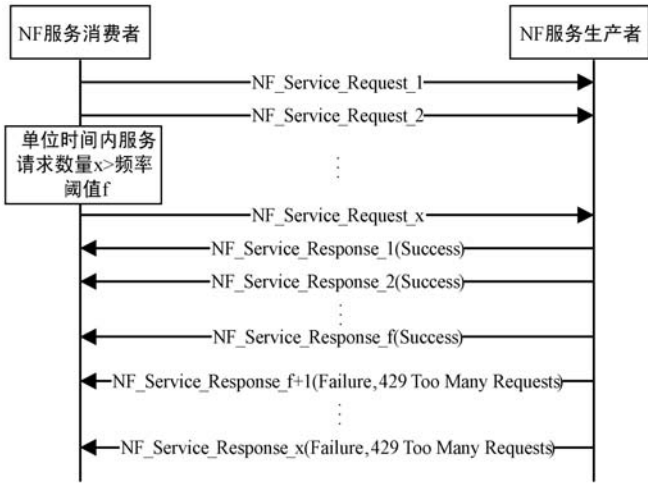 NF服务消费者
NF服务生产者
NF_Service_Request_1
NF_Service_Request_2
单位时间内服务
请求数量x>频率
阈值f
NF_Service_Request_x
NF_Service_Response_1(Success)
NF_Service_Response_2(Success)
NF_Service_Response_f(Success)
NF_Service_Response_f+1(Failure,429 Too Many Requests)
NF_Service_Response_x(Failure,429 Too Many Requests)